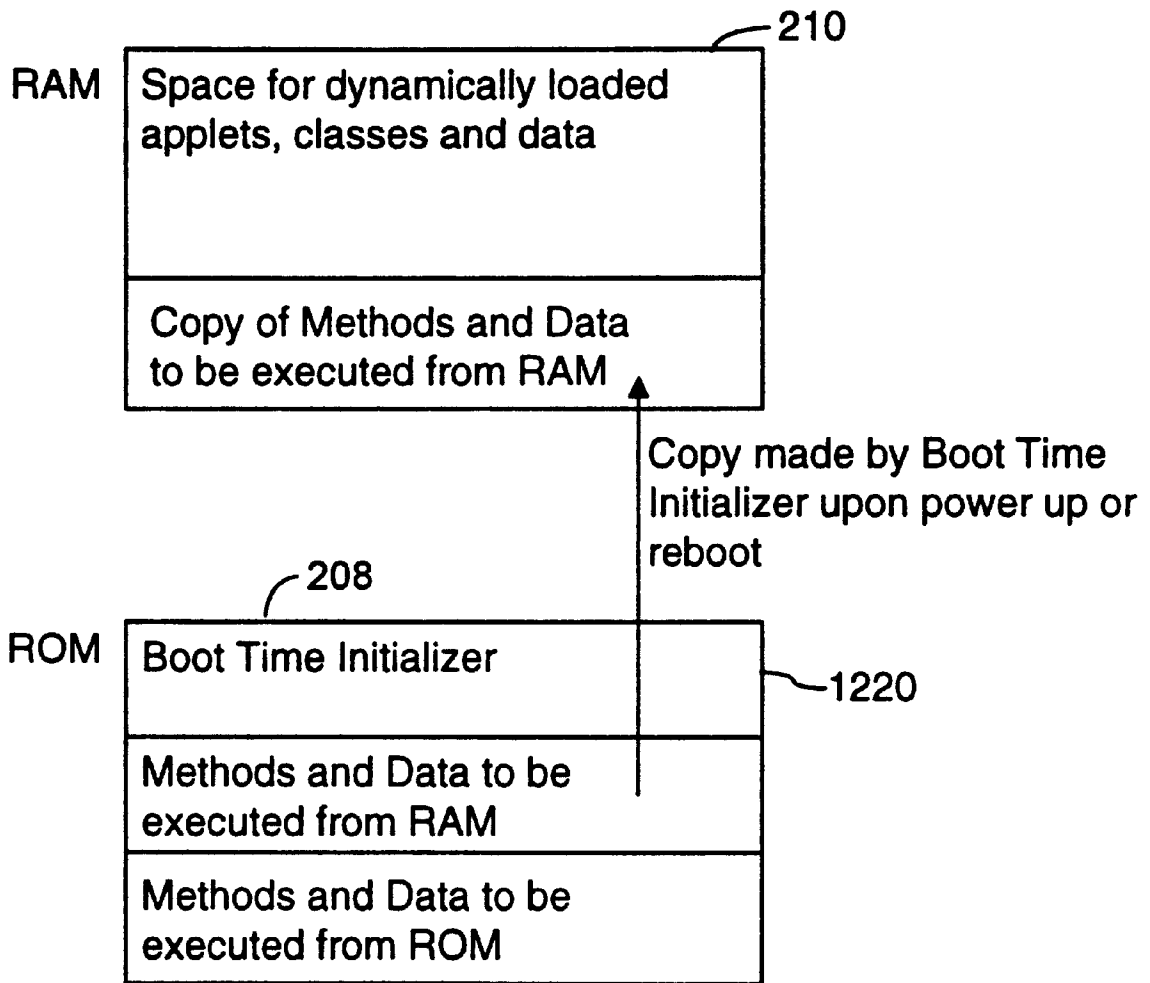 210
RAM
Space for dynamically loaded
applets, classes and data
Copy of Methods and Data
to be executed from RAM
Copy made by Boot Time
Initializer upon power up or
reboot
208
ROM
Boot Time Initializer
1220
Methods and Data to be
executed from RAM
Methods and Data to be
executed from ROM